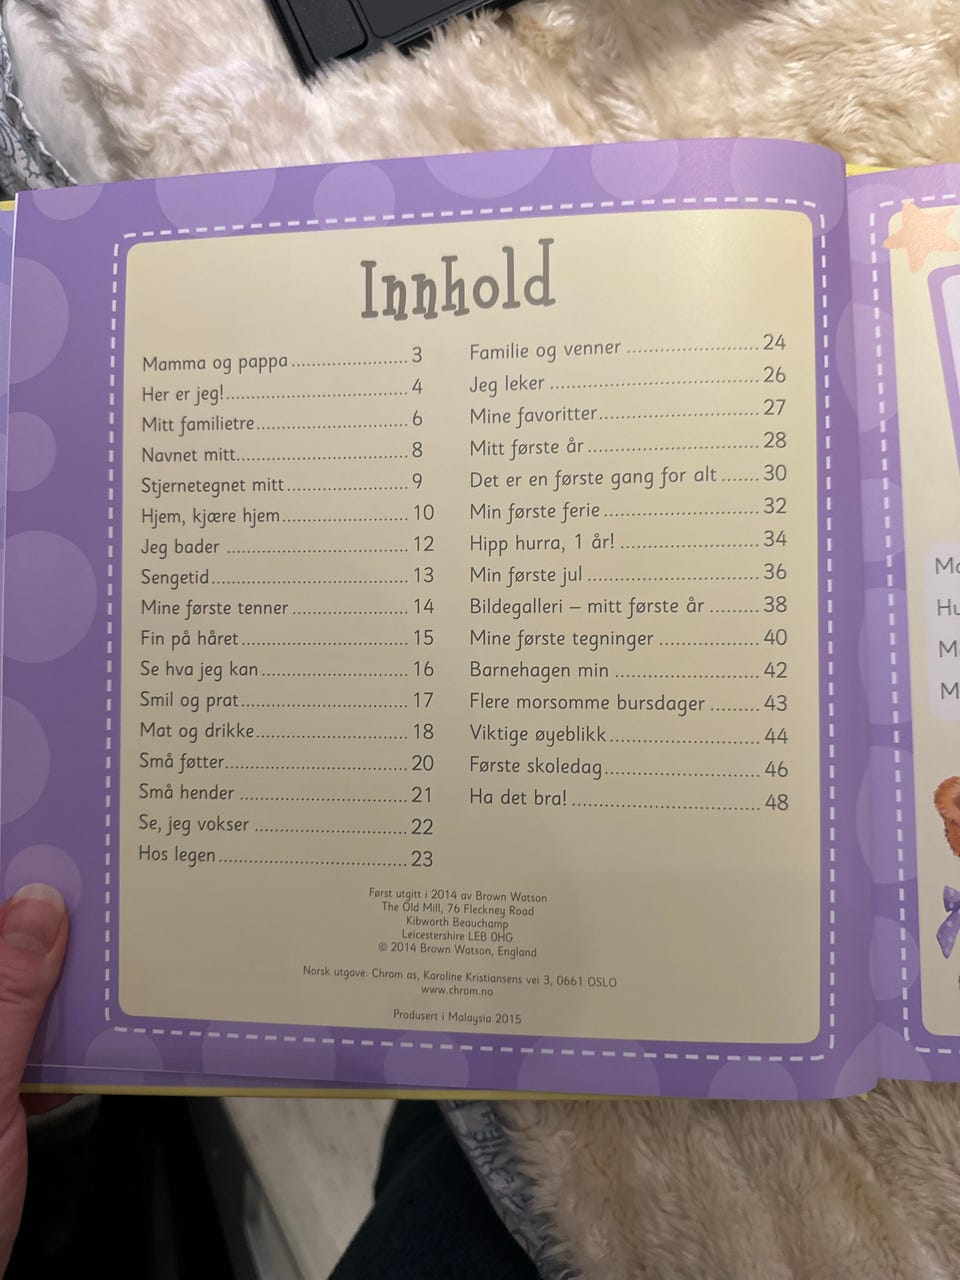 Innhold
Mamma og pappa ........................ 3
Her er jeg! ........................ 4
Mitt familietre ........................ 6
Navnet mitt ........................ 8
Stjernetegnet mitt ........................ 9
Hjem, kjære hjem ........................ 10
Jeg bader ........................ 12
Sengetid ........................ 13
Mine første tenner ........................ 14
Fin på håret ........................ 15
Se hva jeg kan ........................ 16
Smil og prat ........................ 17
Mat og drikke ........................ 18
Små føtter ........................ 20
Små hender ........................ 21
Se, jeg vokser ........................ 22
Hos legen ........................ 23
Familie og venner ........................ 24
Jeg leker ........................ 26
Mine favoritter ........................ 27
Mitt første år ........................ 28
Det er en første gang for alt ....... 30
Min første ferie ........................ 32
Hipp hurra, 1 år! ........................ 34
Min første jul ........................ 36
Bildegalleri – mitt første år ......... 38
Mine første tegninger ........................ 40
Barnehagen min ........................ 42
Flere morsomme bursdager ......... 43
Viktige øyeblikk ........................ 44
Første skoledag ........................ 46
Ha det bra! ........................ 48
Først utgitt i 2014 av Brown Watson
The Old Mill, 76 Fleckney Road
Kibworth Beauchamp
Leicestershire LE8 0HG
© 2014 Brown Watson, England
Norsk utgave: Chrom as, Karoline Kristiansens vei 3, 0661 OSLO
www.chrom.no
Produsert i Malaysia 2015